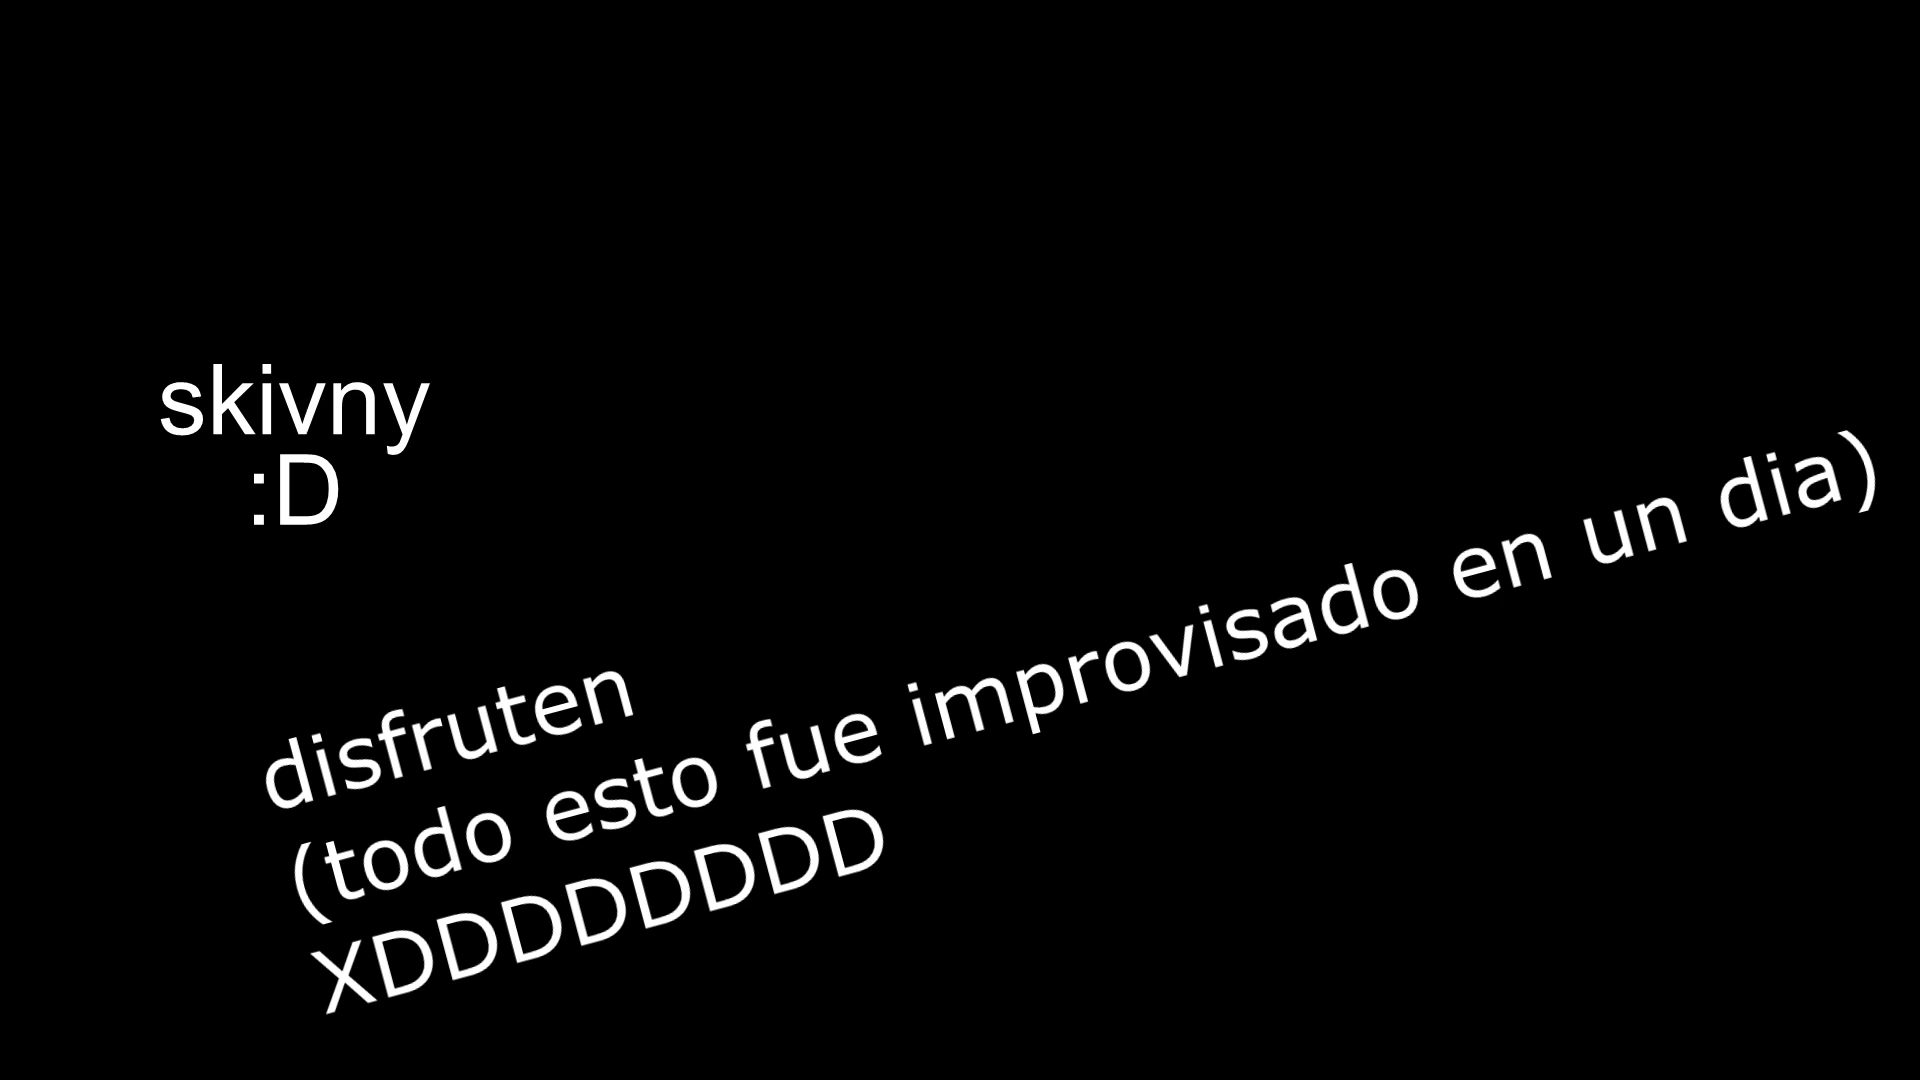 skivny
:D
disfruten
(todo esto fue improvisado en un dia)
XDDDDDDDD